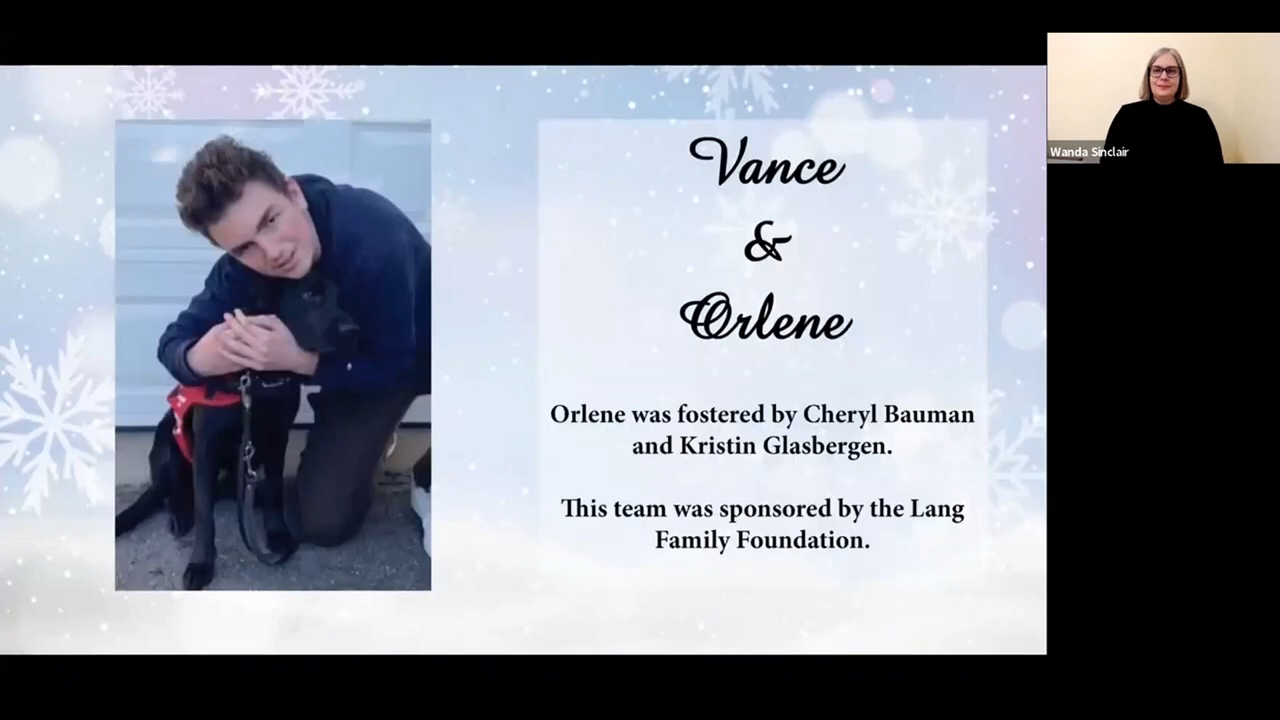 Vance
&
Orlene
Orlene was fostered by Cheryl Bauman
and Kristin Glasbergen.
This team was sponsored by the Lang
Family Foundation.
Wanda Sinclair